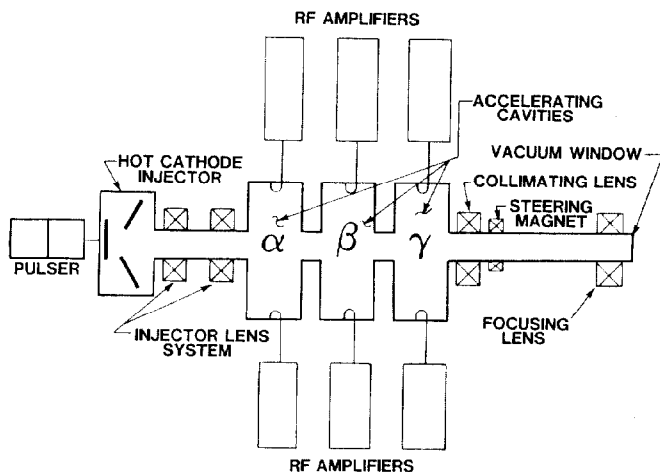 RF AMPLIFIERS
ACCELERATING
CAVITIES
HOT CATHODE
INJECTOR
VACUUM WINDOW
COLLIMATING LENS
STEERING
MAGNET
α
β
γ
PULSER
INJECTOR LENS
SYSTEM
FOCUSING
LENS
RF AMPLIFIERS